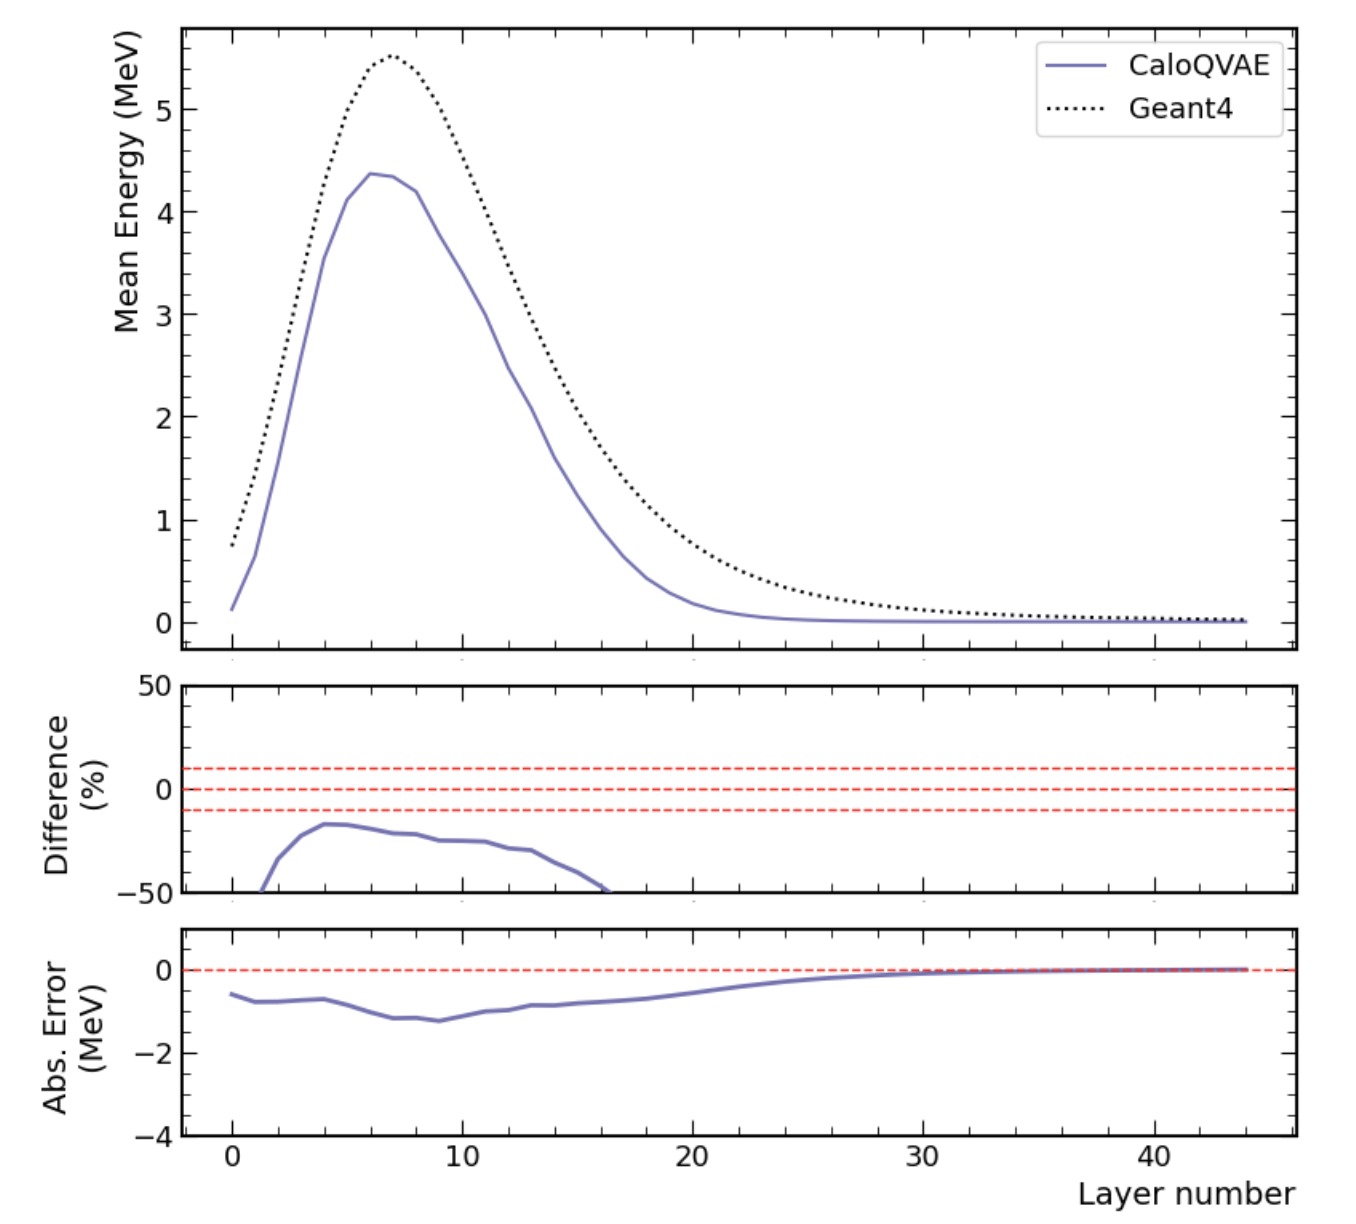 Mean Energy (MeV)
5
4
3
2
1
0
CaloQVAE
Geant4
Difference
(%)
50
0
−50
Abs. Error
(MeV)
0
−2
−4
0 10 20 30 40
Layer number